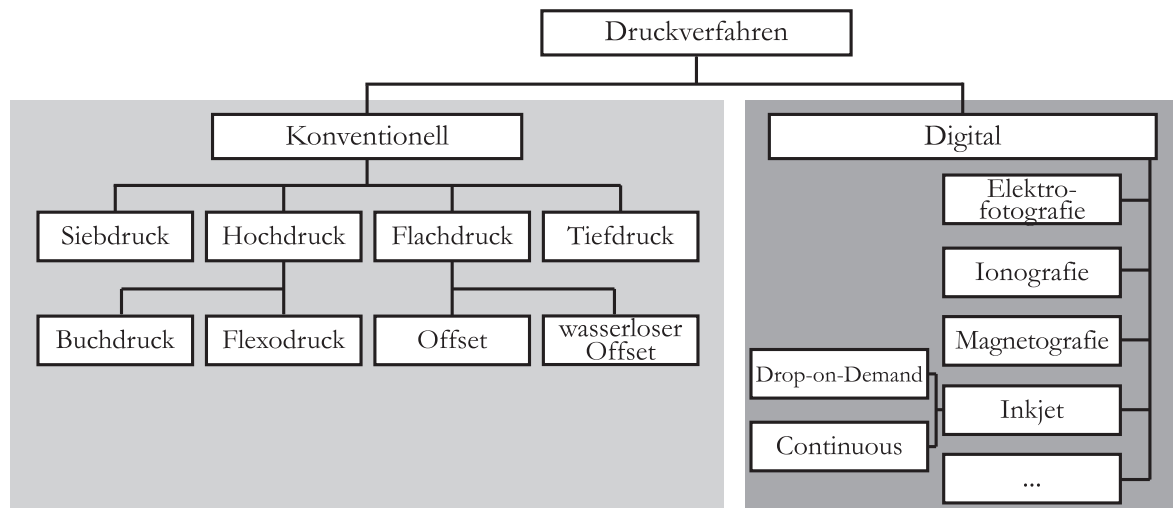 Druckverfahren
Konventionell
Siebdruck
Hochdruck
Flachdruck
Tiefdruck
Buchdruck
Flexodruck
Offset
wasserloser
Offset
Digital
Elektro-
fotografie
Ionografie
Magnetografie
Drop-on-Demand
Inkjet
Continuous
...